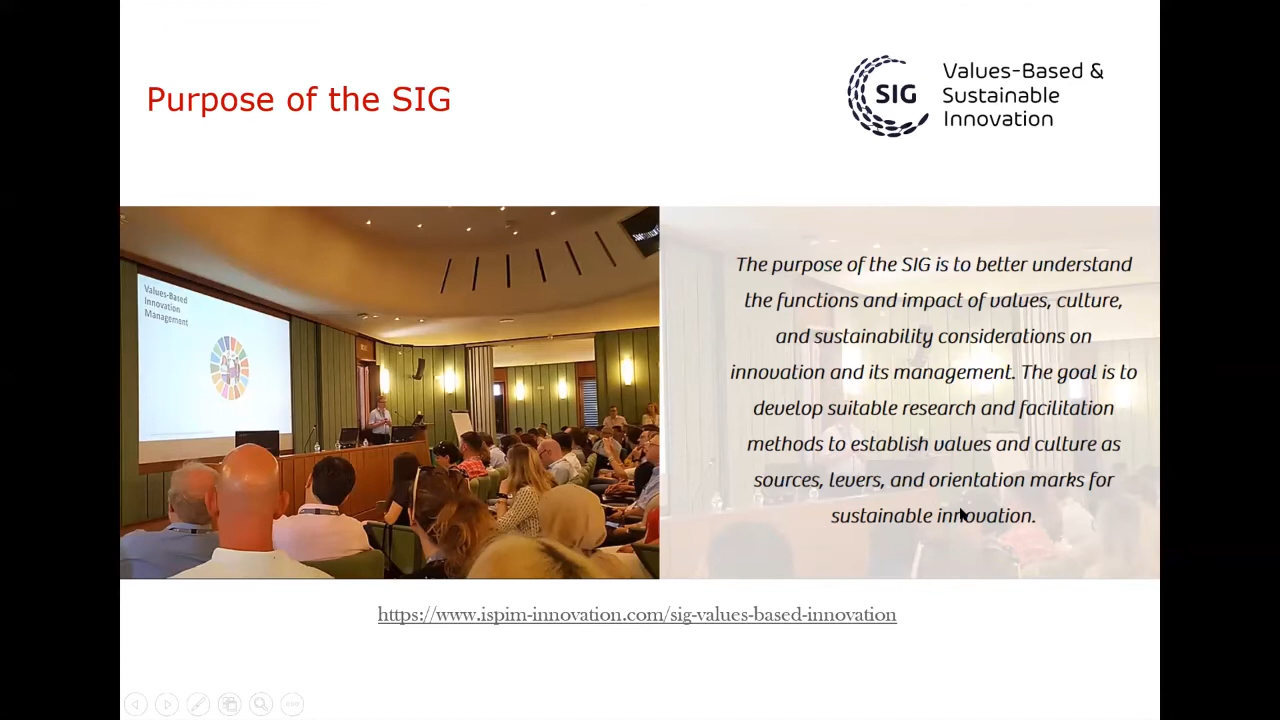 Purpose of the SIG
SIG
Values-Based &
Sustainable
Innovation
Values-Based
Innovation
Management
The purpose of the SIG is to better understand
the functions and impact of values, culture,
and sustainability considerations on
innovation and its management. The goal is to
develop suitable research and facilitation
methods to establish values and culture as
sources, levers, and orientation marks for
sustainable innovation.
https://www.ispim-innovation.com/sig-values-based-innovation